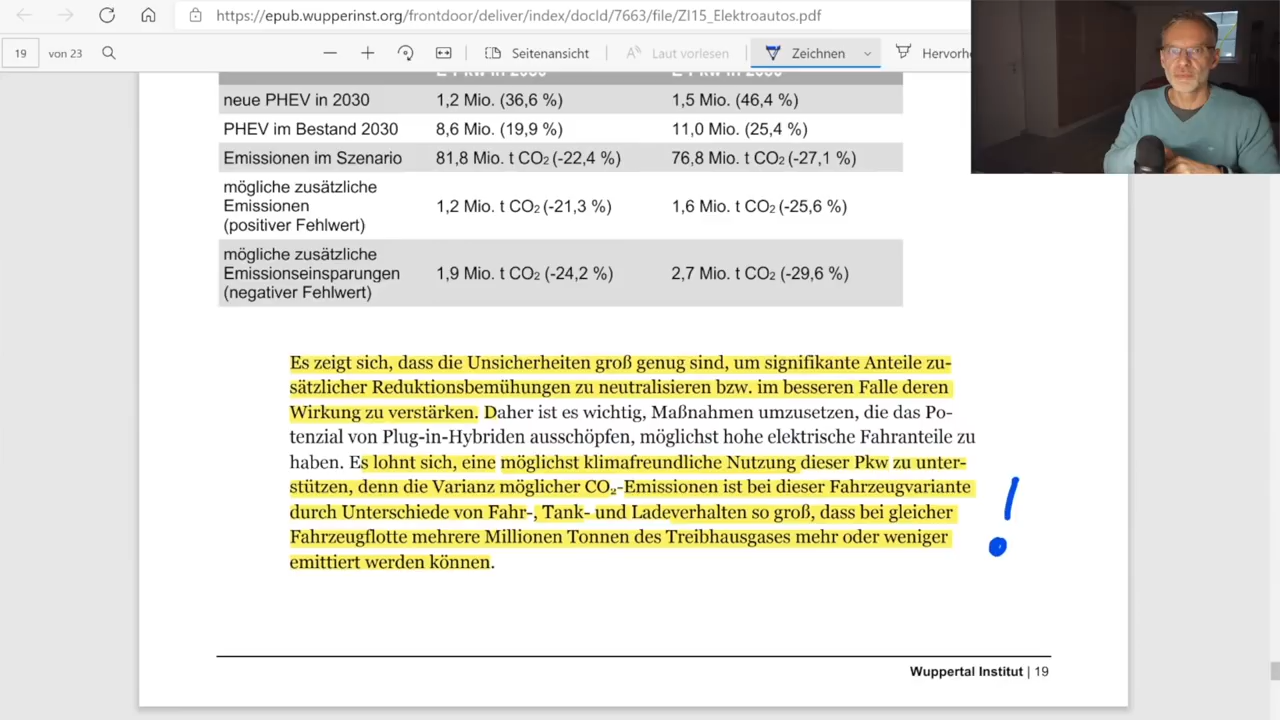 https://epub.wupperinst.org/frontdoor/deliver/index/docId/7663/file/ZI15_Elektroautos.pdf
19 von 23 Seitenansicht Laut vorlesen Zeichnen Hervorh
neue PHEV in 2030 1,2 Mio. (36,6 %) 1,5 Mio. (46,4 %)
PHEV im Bestand 2030 8,6 Mio. (19,9 %) 11,0 Mio. (25,4 %)
Emissionen im Szenario 81,8 Mio. t CO₂ (-22,4 %) 76,8 Mio. t CO₂ (-27,1 %)
mögliche zusätzliche
Emissionen 1,2 Mio. t CO₂ (-21,3 %) 1,6 Mio. t CO₂ (-25,6 %)
(positiver Fehlwert)
mögliche zusätzliche
Emissionseinsparungen 1,9 Mio. t CO₂ (-24,2 %) 2,7 Mio. t CO₂ (-29,6 %)
(negativer Fehlwert)
Es zeigt sich, dass die Unsicherheiten groß genug sind, um signifikante Anteile zu-
sätzlicher Reduktionsbemühungen zu neutralisieren bzw. im besseren Falle deren
Wirkung zu verstärken. Daher ist es wichtig, Maßnahmen umzusetzen, die das Po-
tenzial von Plug-in-Hybriden ausschöpfen, möglichst hohe elektrische Fahranteile zu
haben. Es lohnt sich, eine möglichst klimafreundliche Nutzung dieser Pkw zu unter-
stützen, denn die Varianz möglicher CO₂-Emissionen ist bei dieser Fahrzeugvariante
durch Unterschiede von Fahr-, Tank- und Ladeverhalten so groß, dass bei gleicher
Fahrzeugflotte mehrere Millionen Tonnen des Treibhausgases mehr oder weniger
emittiert werden können.
!
Wuppertal Institut | 19